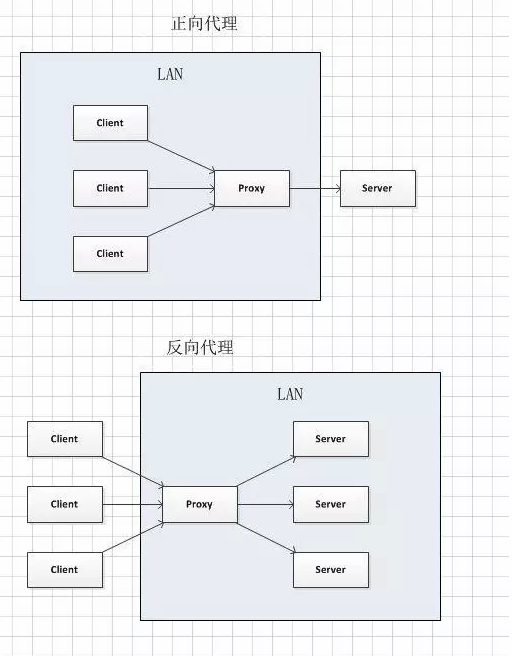 正向代理
LAN
Client
Client
Proxy
Server
Client
反向代理
LAN
Client
Server
Client
Proxy
Server
Client
Server